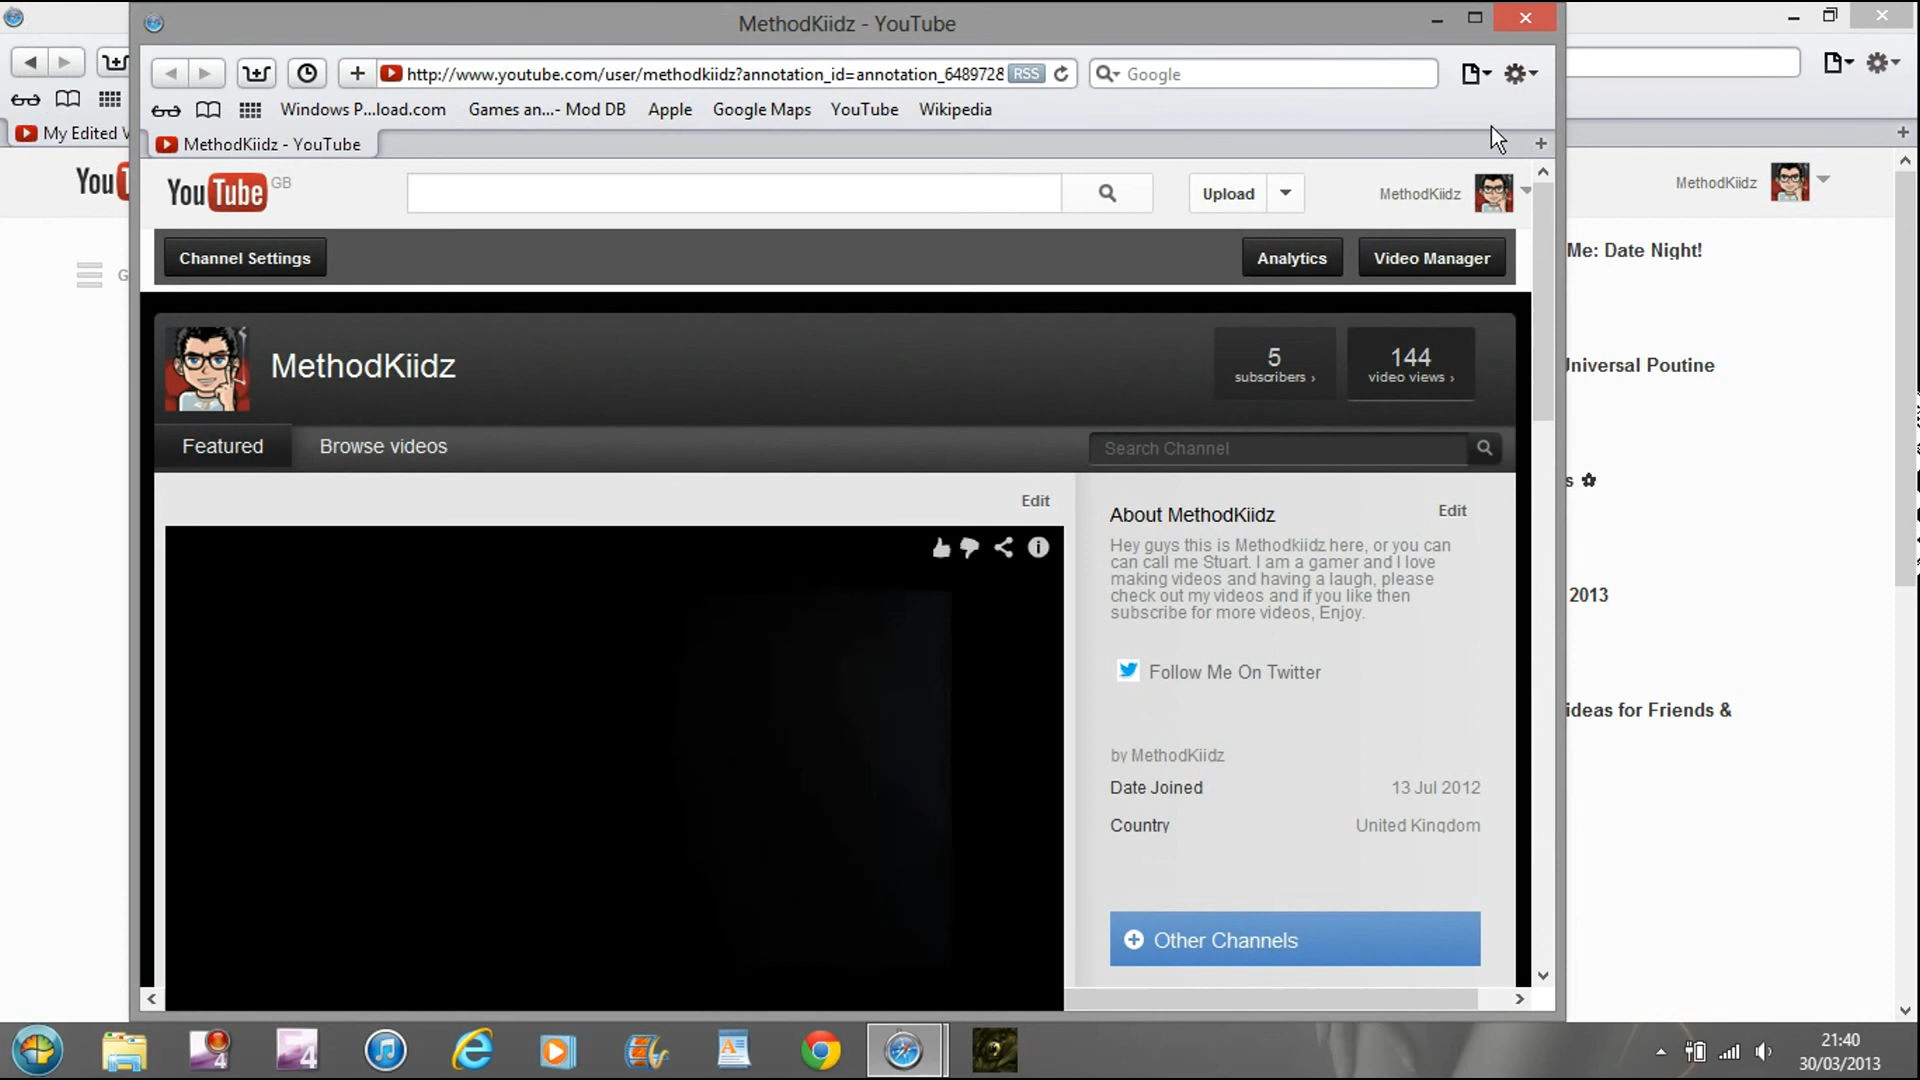 MethodKiidz - YouTube
http://www.youtube.com/user/methodkiidz?annotation_id=annotation_6489728
RSS
Google
Windows P...load.com Games an...- Mod DB Apple Google Maps YouTube Wikipedia
My Edited V
MethodKiidz - YouTube
You
YouTube GB
Upload
MethodKiidz
MethodKiidz
Channel Settings
Analytics
Video Manager
Me: Date Night!
G
MethodKiidz
5
subscribers ›
144
video views ›
Universal Poutine
Featured
Browse videos
Search Channel
s ✿
Edit
About MethodKiidz
Edit
Hey guys this is Methodkiidz here, or you can
can call me Stuart. I am a gamer and I love
making videos and having a laugh, please
check out my videos and if you like then
subscribe for more videos, Enjoy.
2013
Follow Me On Twitter
ideas for Friends &
by MethodKiidz
Date Joined 13 Jul 2012
Country United Kingdom
Other Channels
4
4
21:40
30/03/2013